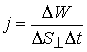 j = ΔW / ΔS⊥Δt